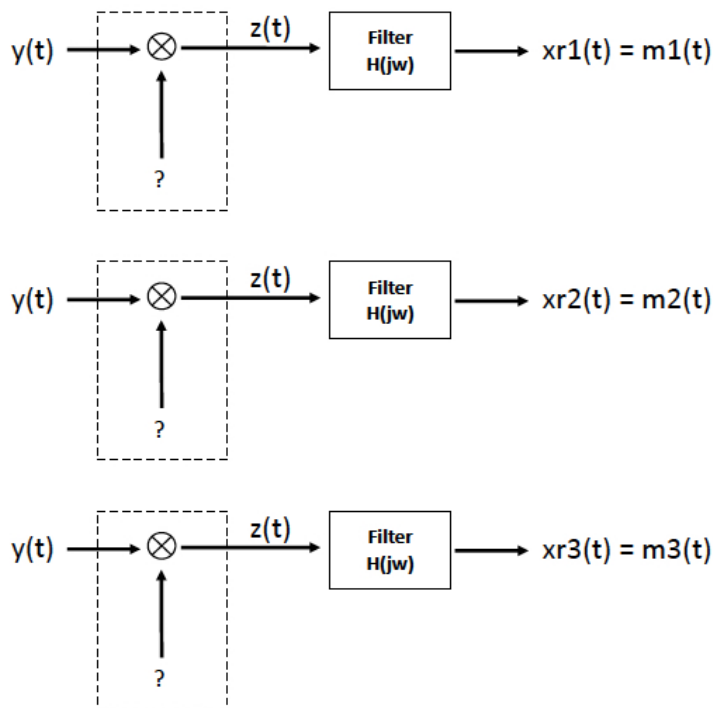 z(t)
y(t)
Filter
H(jw)
xr1(t) = m1(t)
?
z(t)
y(t)
Filter
H(jw)
xr2(t) = m2(t)
?
z(t)
y(t)
Filter
H(jw)
xr3(t) = m3(t)
?